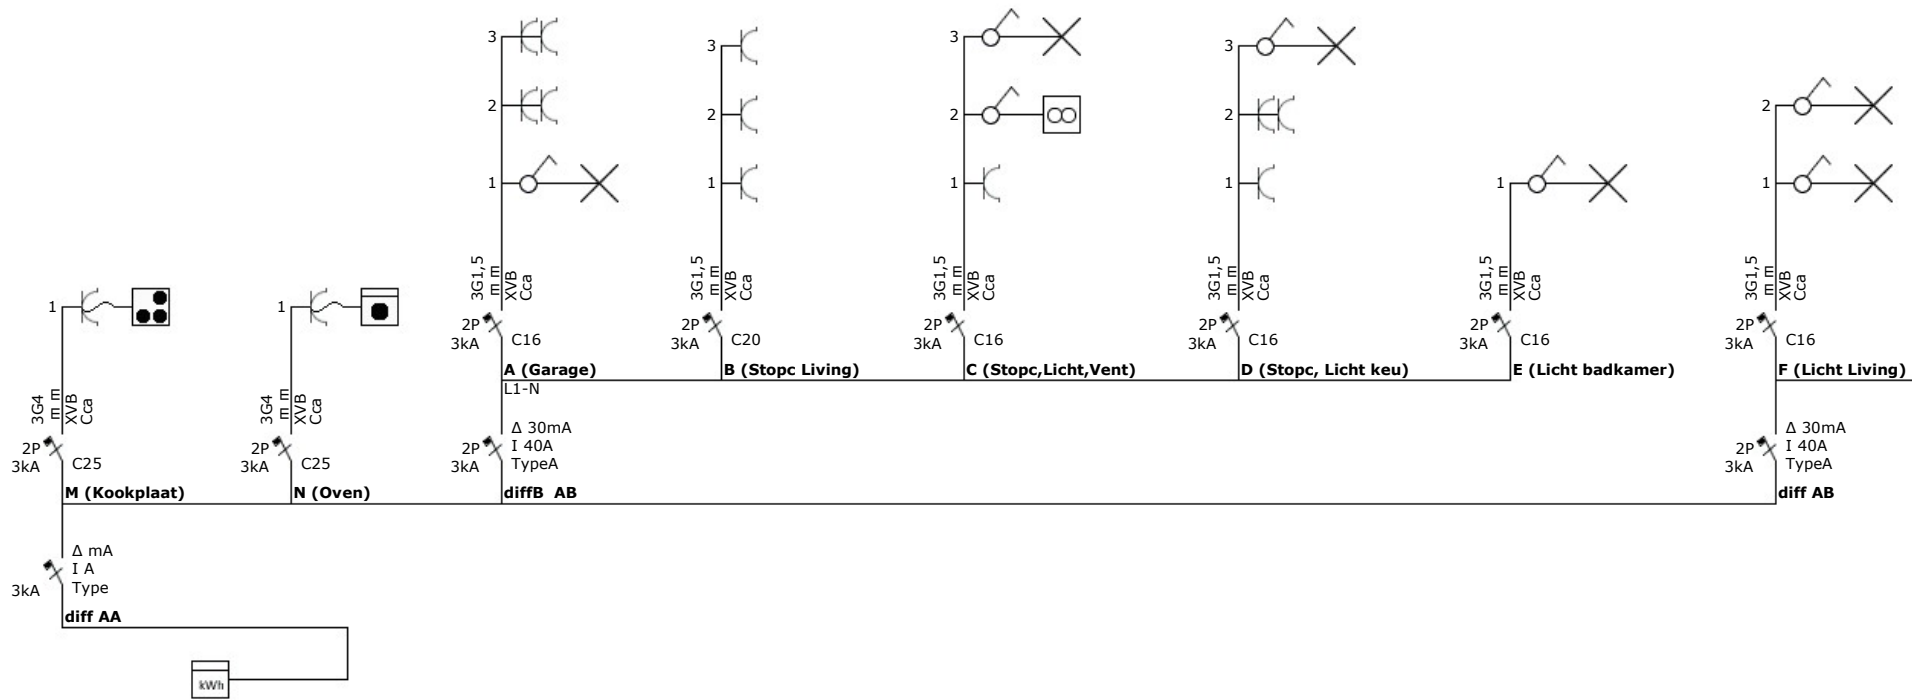 3
2
1
3G1,5
m m
XVB
Cca
2P
3kA
C16
A (Garage)
L1-N
3
2
1
3G1,5
m m
XVB
Cca
2P
3kA
C20
B (Stopc Living)
3
2
1
3G1,5
m m
XVB
Cca
2P
3kA
C16
C (Stopc,Licht,Vent)
3
2
1
3G1,5
m m
XVB
Cca
2P
3kA
C16
D (Stopc, Licht keu)
1
3G1,5
m m
XVB
Cca
2P
3kA
C16
E (Licht badkamer)
2
1
3G1,5
m m
XVB
Cca
2P
3kA
C16
F (Licht Living)
1
3G4
m m
XVB
Cca
2P
3kA
C25
M (Kookplaat)
1
3G4
m m
XVB
Cca
2P
3kA
C25
N (Oven)
Δ 30mA
2P
I 40A
3kA
TypeA
diffB AB
Δ 30mA
2P
I 40A
3kA
TypeA
diff AB
Δ mA
I A
3kA
Type
diff AA
kWh